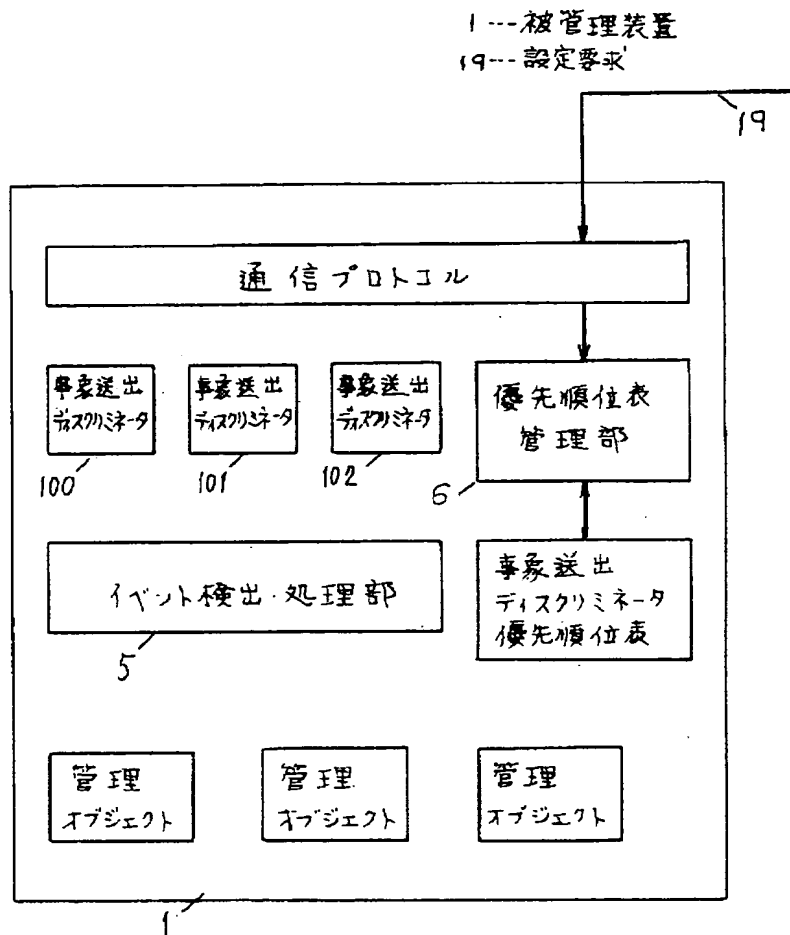 1---被管理装置
19---設定要求
19
通信プロトコル
事象送出
ディスクリミネータ
100
事象送出
ディスクリミネータ
101
事象送出
ディスクリミネータ
102
優先順位表
管理部
6
イベント検出・処理部
5
事象送出
ディスクリミネータ
優先順位表
管理
オブジェクト
管理
オブジェクト
管理
オブジェクト
1